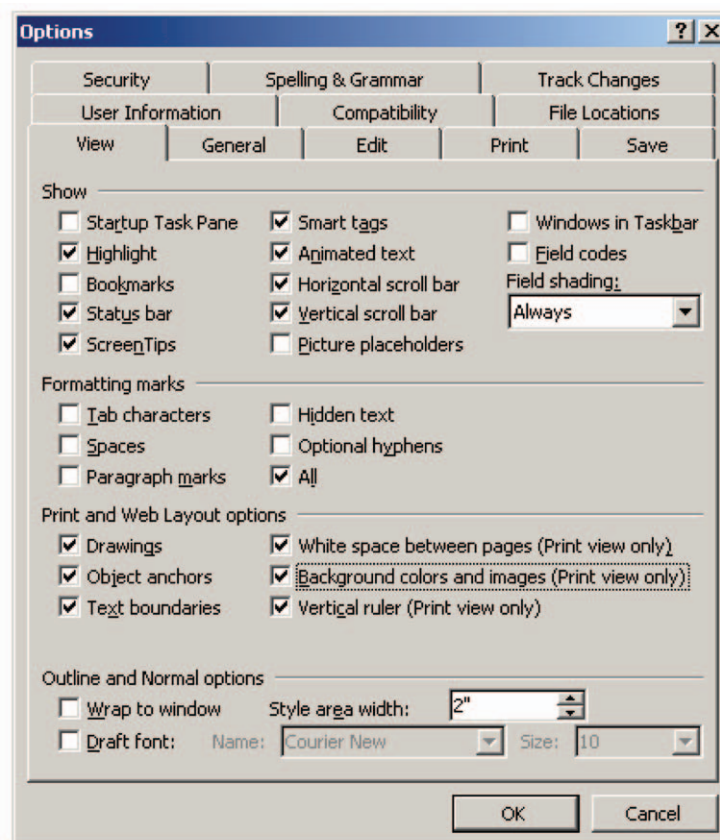 Options
Security Spelling & Grammar Track Changes
User Information Compatibility File Locations
View General Edit Print Save
Show
Startup Task Pane Smart tags Windows in Taskbar
Highlight Animated text Field codes
Bookmarks Horizontal scroll bar Field shading:
Status bar Vertical scroll bar Always
ScreenTips Picture placeholders
Formatting marks
Tab characters Hidden text
Spaces Optional hyphens
Paragraph marks All
Print and Web Layout options
Drawings White space between pages (Print view only)
Object anchors Background colors and images (Print view only)
Text boundaries Vertical ruler (Print view only)
Outline and Normal options
Wrap to window Style area width: 2"
Draft font: Name: Courier New Size: 10
OK Cancel